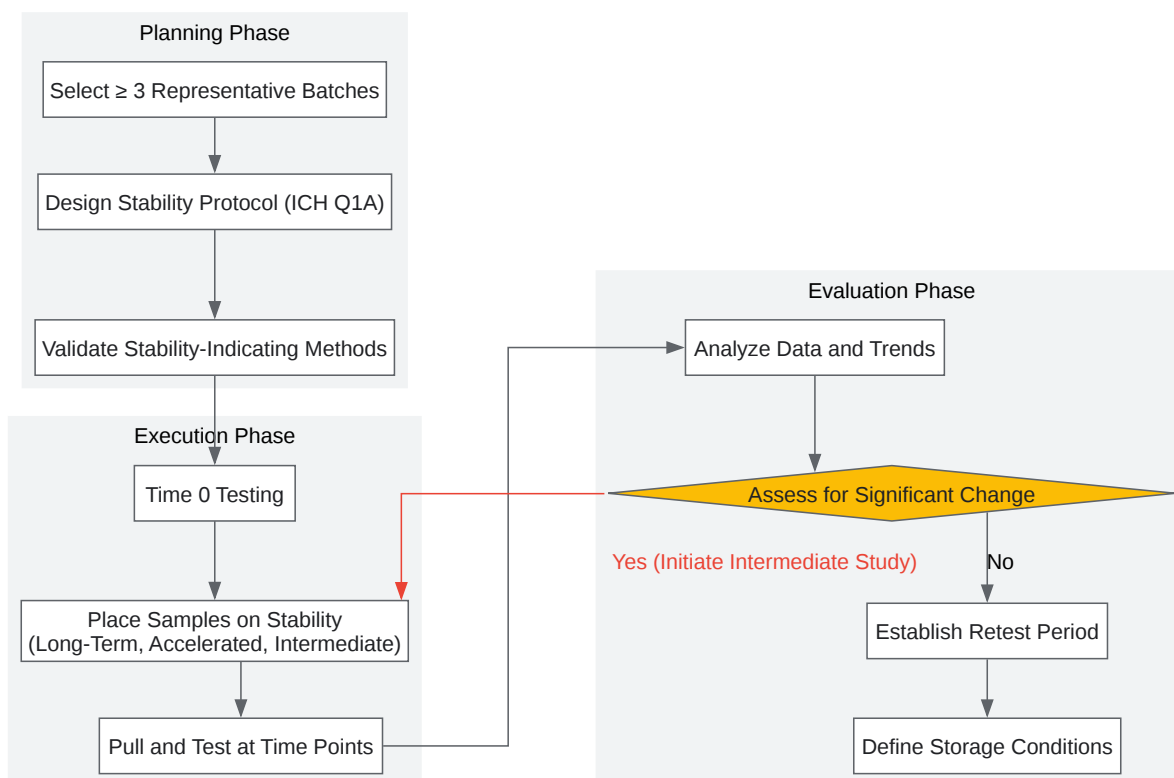 Planning Phase
Select ≥ 3 Representative Batches
Design Stability Protocol (ICH Q1A)
Validate Stability-Indicating Methods
Execution Phase
Time 0 Testing
Place Samples on Stability
(Long-Term, Accelerated, Intermediate)
Pull and Test at Time Points
Evaluation Phase
Analyze Data and Trends
Assess for Significant Change
Yes (Initiate Intermediate Study)
No
Establish Retest Period
Define Storage Conditions